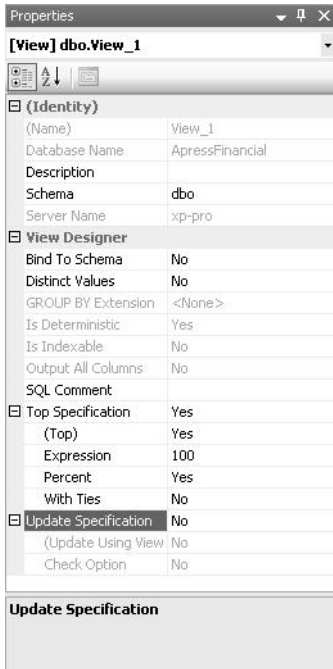 Properties
[View] dbo.View_1
(Identity)
(Name) View_1
Database Name ApressFinancial
Description
Schema dbo
Server Name xp-pro
View Designer
Bind To Schema No
Distinct Values No
GROUP BY Extension <None>
Is Deterministic Yes
Is Indexable No
Output All Columns No
SQL Comment
Top Specification Yes
(Top) Yes
Expression 100
Percent Yes
With Ties No
Update Specification No
(Update Using View No
Check Option No
Update Specification